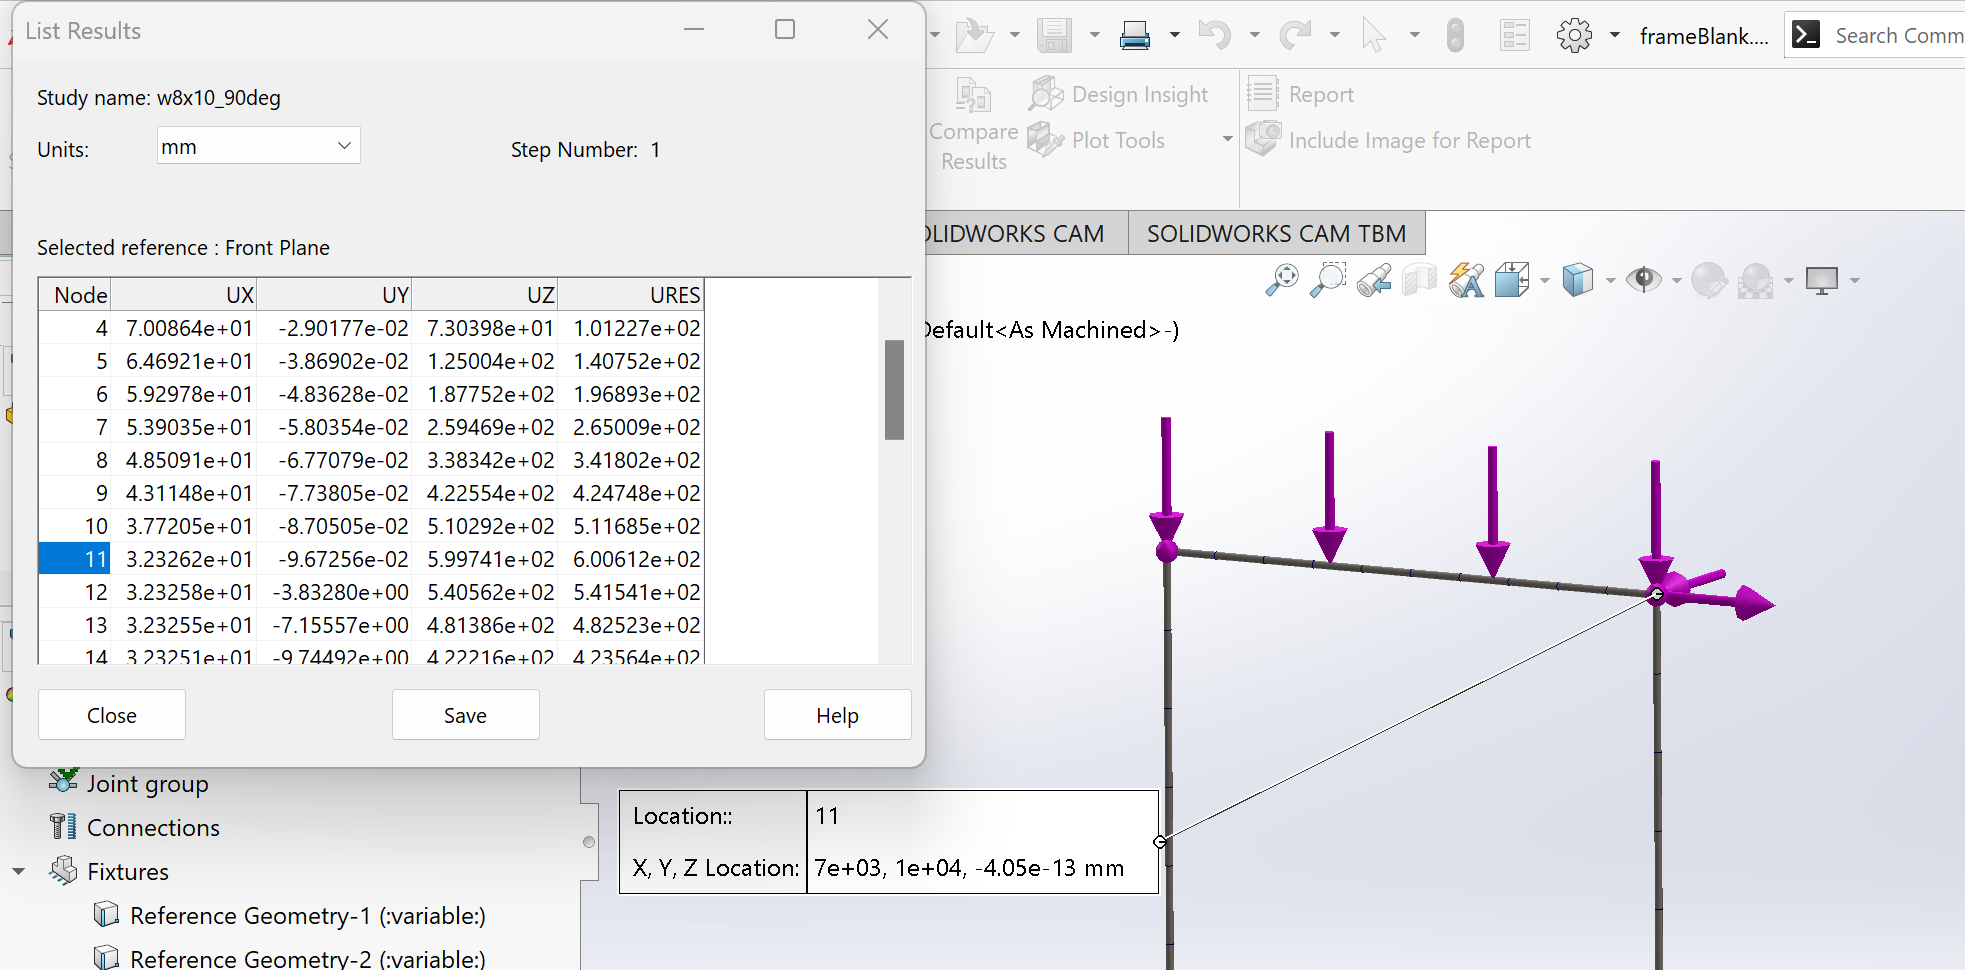 List Results
frameBlank....
Search Comm
Study name: w8x10_90deg
Units:
mm
Step Number: 1
Design Insight
Report
Compare
Results
Plot Tools
Include Image for Report
Selected reference : Front Plane
OLIDWORKS CAM
SOLIDWORKS CAM TBM
Node UX UY UZ URES
4 7.00864e+01 -2.90177e-02 7.30398e+01 1.01227e+02
5 6.46921e+01 -3.86902e-02 1.25004e+02 1.40752e+02
6 5.92978e+01 -4.83628e-02 1.87752e+02 1.96893e+02
7 5.39035e+01 -5.80354e-02 2.59469e+02 2.65009e+02
8 4.85091e+01 -6.77079e-02 3.38342e+02 3.41802e+02
9 4.31148e+01 -7.73805e-02 4.22554e+02 4.24748e+02
10 3.77205e+01 -8.70505e-02 5.10292e+02 5.11685e+02
11 3.23262e+01 -9.67256e-02 5.99741e+02 6.00612e+02
12 3.23258e+01 -3.83280e+00 5.40562e+02 5.41541e+02
13 3.23255e+01 -7.15557e+00 4.81386e+02 4.82523e+02
14 3.23251e+01 -9.74492e+00 4.22216e+02 4.23564e+02
Default<As Machined>-)
Close
Save
Help
Joint group
Connections
Fixtures
Reference Geometry-1 (:variable:)
Reference Geometry-2 (:variable:)
Location:: 11
X, Y, Z Location: 7e+03, 1e+04, -4.05e-13 mm